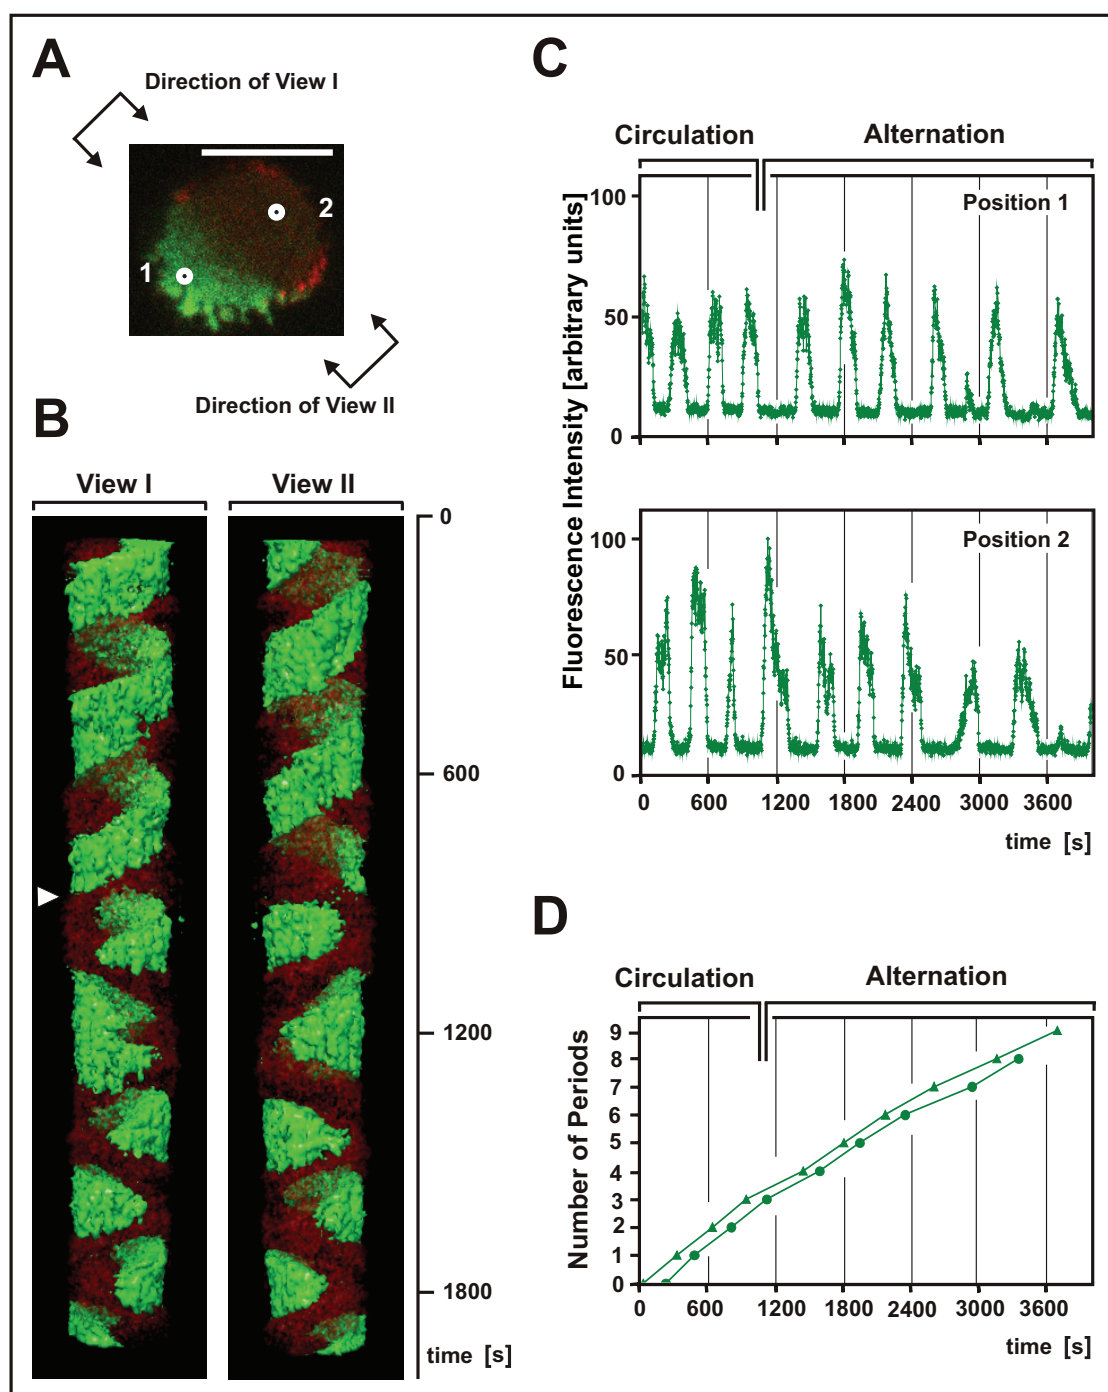 A
Direction of View I
1
2
Direction of View II
B
View I
View II
0
600
1200
1800
time [s]
C
Circulation
Alternation
Fluorescence Intensity [arbitrary units]
100
50
0
Position 1
100
50
0
Position 2
0 600 1200 1800 2400 3000 3600
time [s]
D
Circulation
Alternation
Number of Periods
9
8
7
6
5
4
3
2
1
0
0 600 1200 1800 2400 3000 3600
time [s]